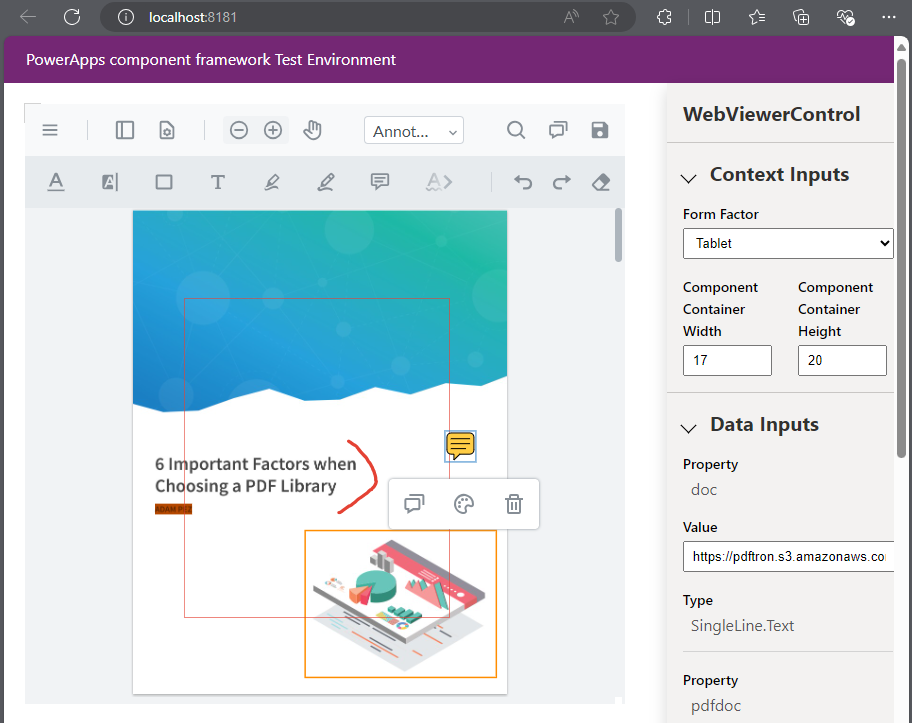 localhost:8181
PowerApps component framework Test Environment
Annot...
6 Important Factors when
Choosing a PDF Library
ADAM PEZ
WebViewerControl
Context Inputs
Form Factor
Tablet
Component Container Width
Component Container Height
17
20
Data Inputs
Property
doc
Value
https://pdftron.s3.amazonaws.co
Type
SingleLine.Text
Property
pdfdoc